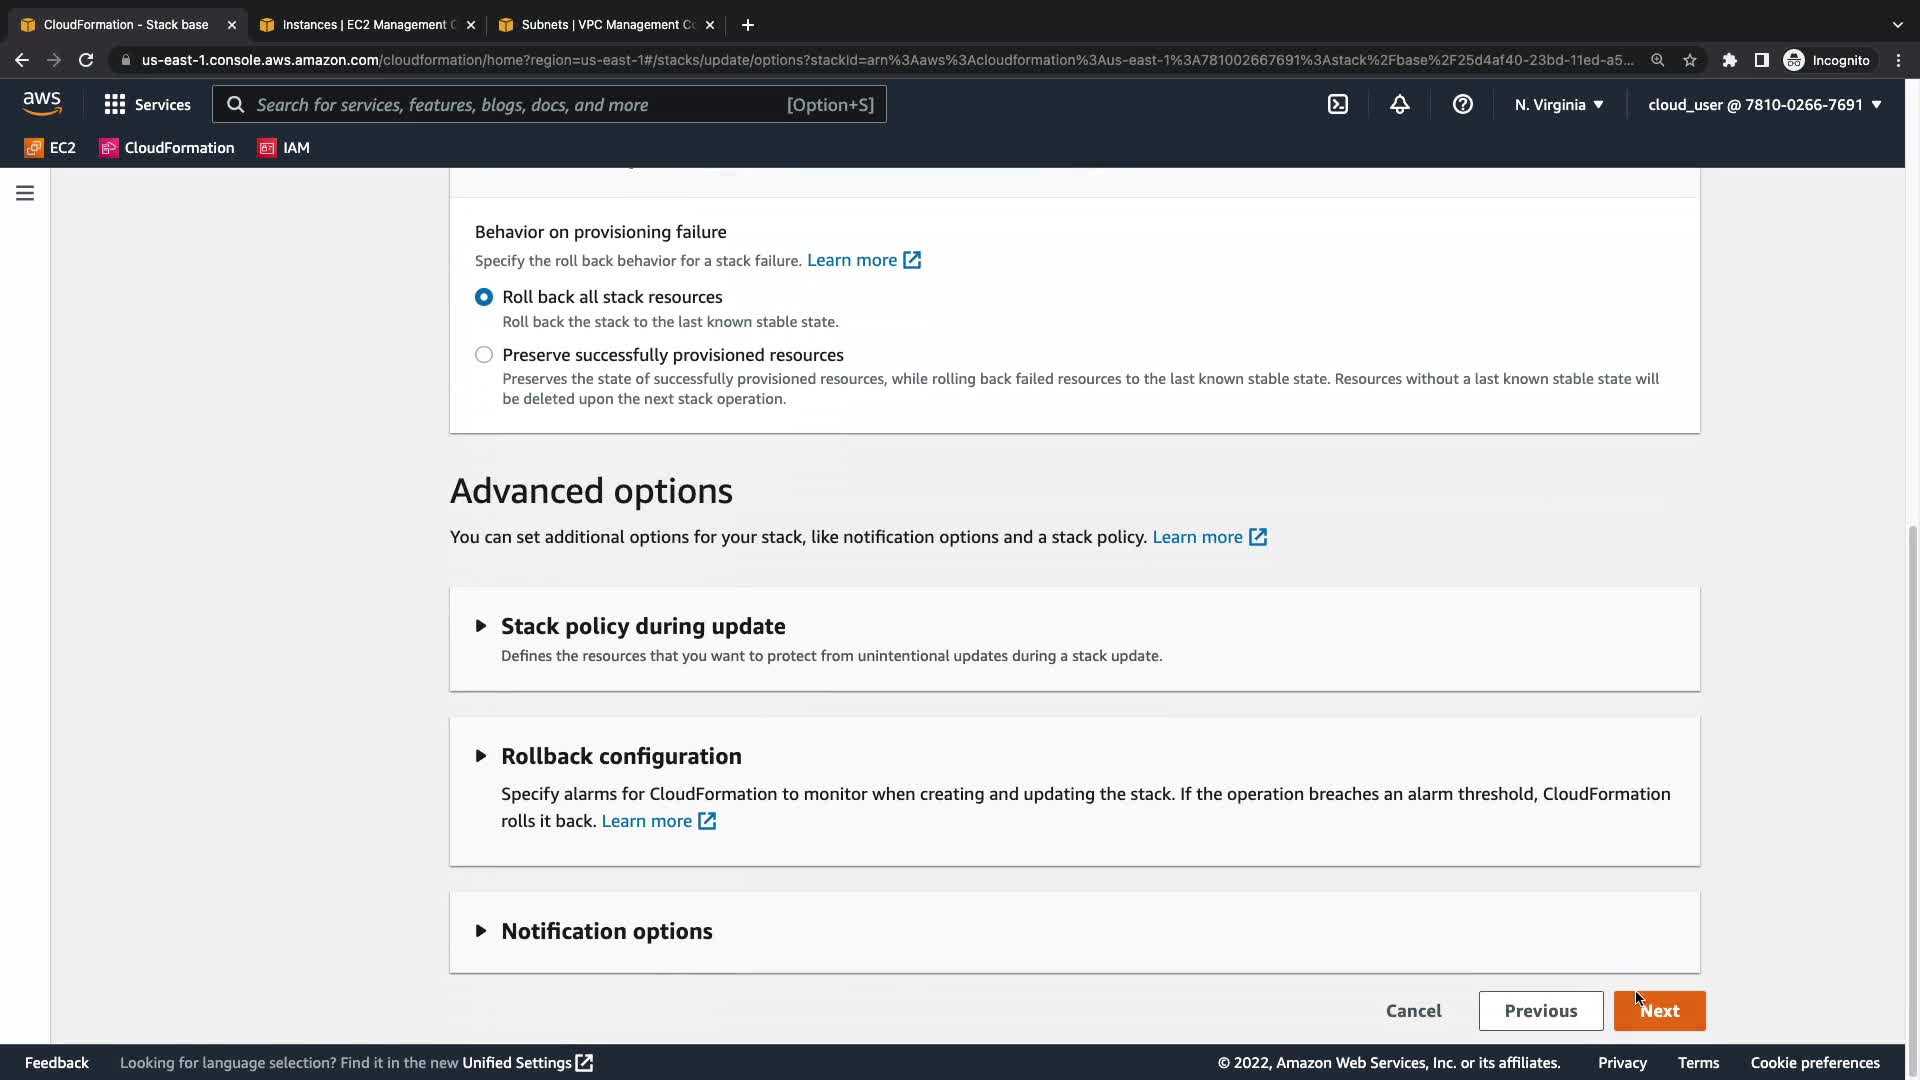 CloudFormation - Stack base
Instances | EC2 Management C
Subnets | VPC Management Co
us-east-1.console.aws.amazon.com/cloudformation/home?region=us-east-1#/stacks/update/options?stackId=arn%3Aaws%3Acloudformation%3Aus-east-1%3A781002667691%3Astack%2Fbase%2F25d4af40-23bd-11ed-a5...
Incognito
aws
Services
Search for services, features, blogs, docs, and more
[Option+S]
N. Virginia
cloud_user @ 7810-0266-7691
EC2
CloudFormation
IAM
Behavior on provisioning failure
Specify the roll back behavior for a stack failure. Learn more
Roll back all stack resources
Roll back the stack to the last known stable state.
Preserve successfully provisioned resources
Preserves the state of successfully provisioned resources, while rolling back failed resources to the last known stable state. Resources without a last known stable state will
be deleted upon the next stack operation.
Advanced options
You can set additional options for your stack, like notification options and a stack policy. Learn more
Stack policy during update
Defines the resources that you want to protect from unintentional updates during a stack update.
Rollback configuration
Specify alarms for CloudFormation to monitor when creating and updating the stack. If the operation breaches an alarm threshold, CloudFormation
rolls it back. Learn more
Notification options
Cancel
Previous
Next
Feedback
Looking for language selection? Find it in the new Unified Settings
© 2022, Amazon Web Services, Inc. or its affiliates.
Privacy
Terms
Cookie preferences